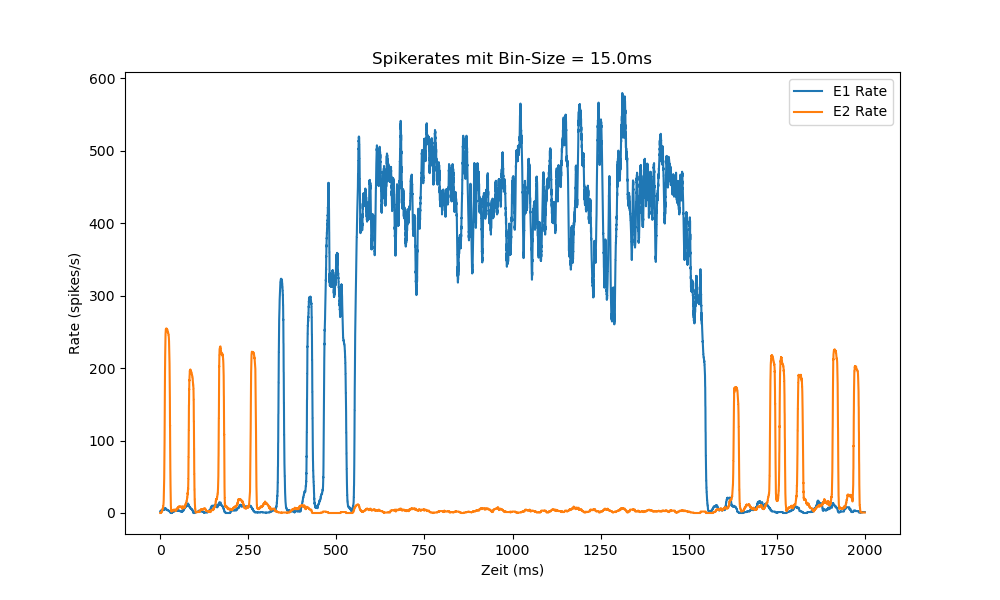 Spikerates mit Bin-Size = 15.0ms
E1 Rate
E2 Rate
600
500
400
300
200
100
0
Rate (spikes/s)
0 250 500 750 1000 1250 1500 1750 2000
Zeit (ms)